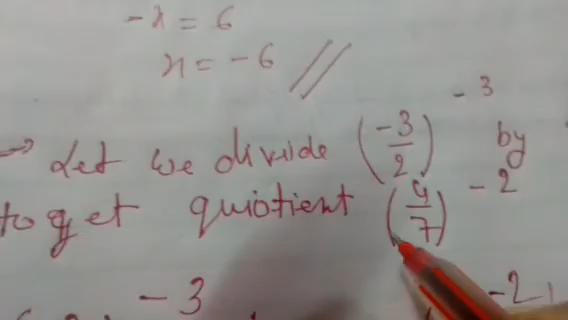 -x = 6
x = -6 //
→ Let we divide (-3/2)^-3 by
to get quiotient (4/7)^-2
-3
-2